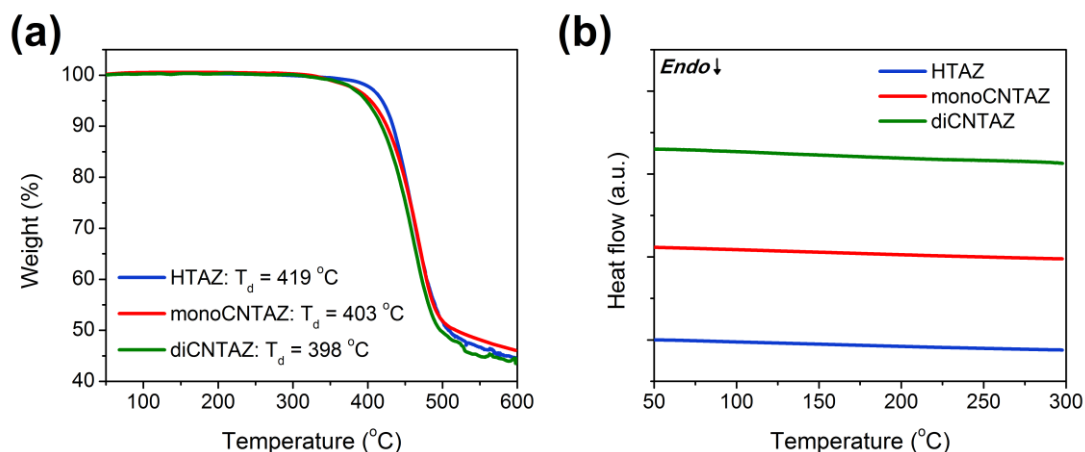 (a)
Weight (%)
100
90
80
70
60
50
40
HTAZ: Td = 419 °C
monoCNTAZ: Td = 403 °C
diCNTAZ: Td = 398 °C
100
200
300
400
500
600
Temperature (°C)
(b)
Heat flow (a.u.)
Endo↓
HTAZ
monoCNTAZ
diCNTAZ
50
100
150
200
250
300
Temperature (°C)